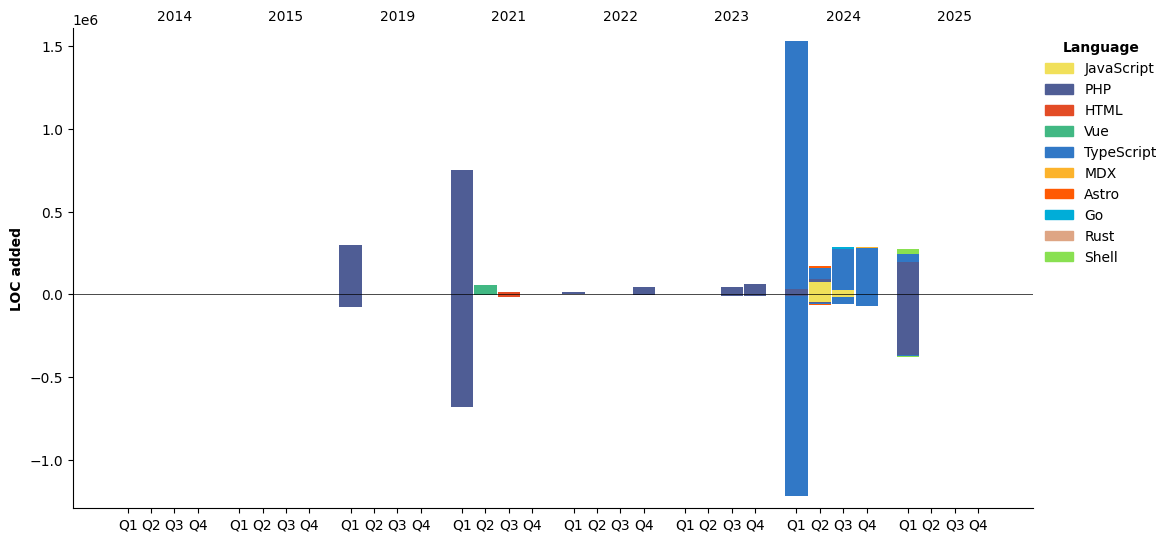 1e6
2014 2015 2019 2021 2022 2023 2024 2025
Language
JavaScript
PHP
HTML
Vue
TypeScript
MDX
Astro
Go
Rust
Shell
LOC added
1.5
1.0
0.5
0.0
−0.5
−1.0
Q1 Q2 Q3 Q4 Q1 Q2 Q3 Q4 Q1 Q2 Q3 Q4 Q1 Q2 Q3 Q4 Q1 Q2 Q3 Q4 Q1 Q2 Q3 Q4 Q1 Q2 Q3 Q4 Q1 Q2 Q3 Q4